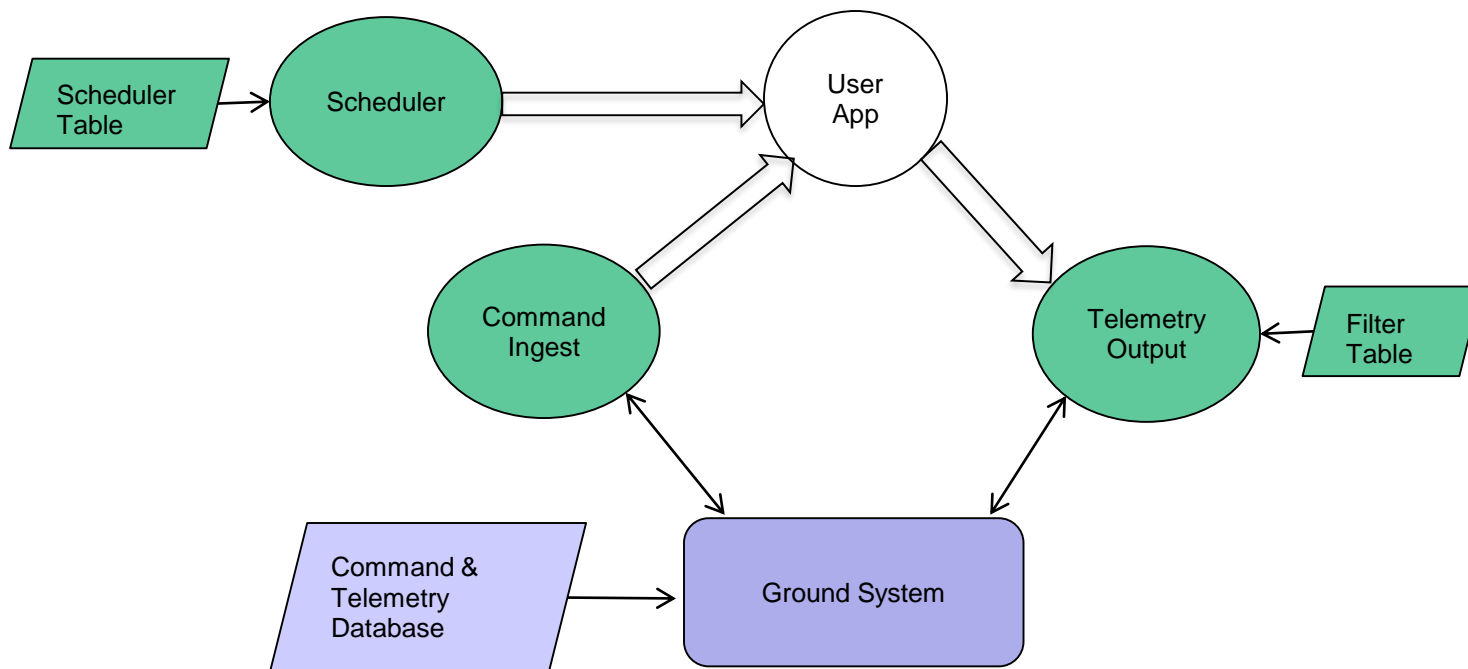 Scheduler
Table
Scheduler
User
App
Command
Ingest
Telemetry
Output
Filter
Table
Command &
Telemetry
Database
Ground System